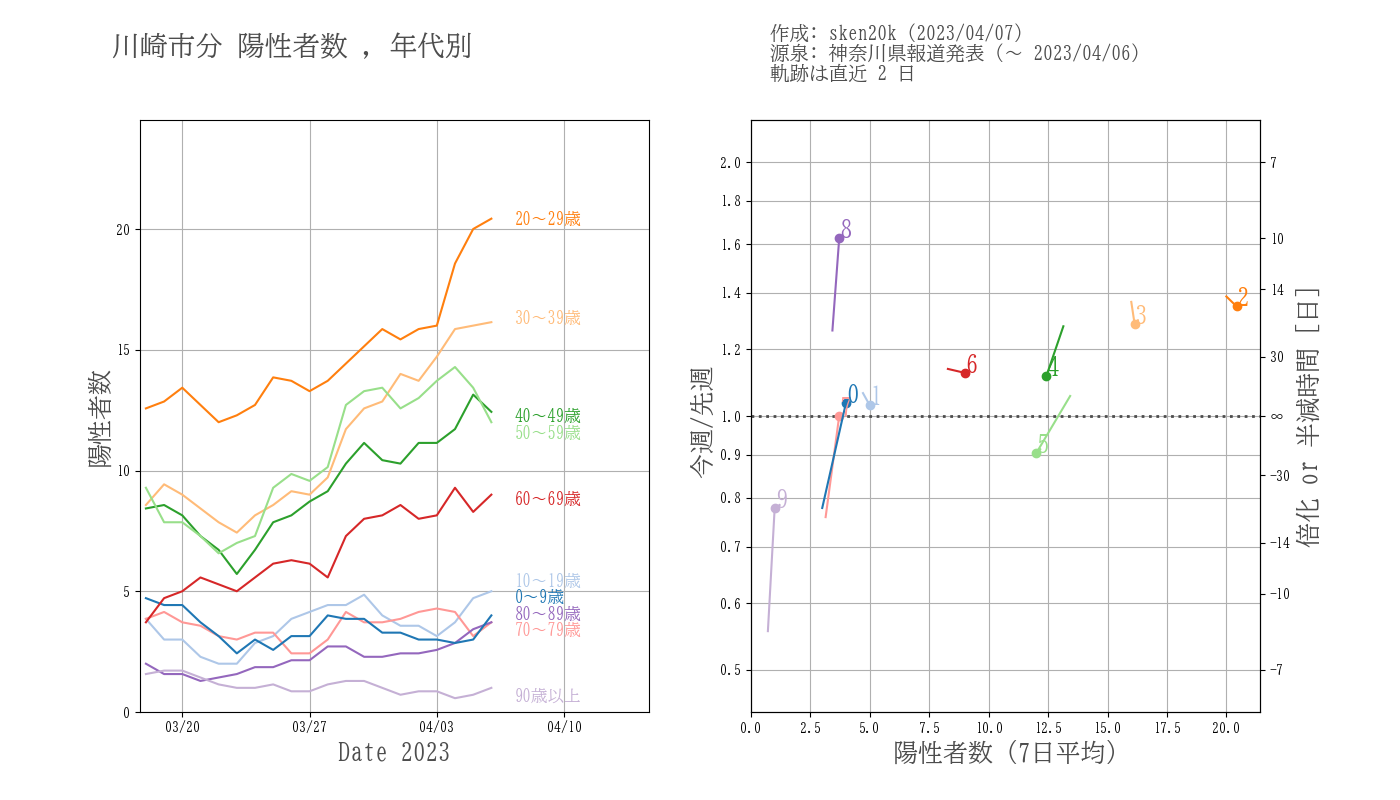 川崎市分 陽性者数 , 年代別
作成: sken20k (2023/04/07)
源泉: 神奈川県報道発表 (～ 2023/04/06)
軌跡は直近 2 日
陽性者数
20
15
10
5
0
20～29歳
30～39歳
40～49歳
50～59歳
60～69歳
10～19歳
0～9歳
80～89歳
70～79歳
90歳以上
03/20
03/27
04/03
04/10
Date 2023
今週/先週
2.0
1.8
1.6
1.4
1.2
1.0
0.9
0.8
0.7
0.6
0.5
8
2
3
6
4
0
1
7
5
9
7
10
14
30
∞
−30
−14
−10
−7
倍化 or 半減時間 [日]
0.0
2.5
5.0
7.5
10.0
12.5
15.0
17.5
20.0
陽性者数 (7日平均)